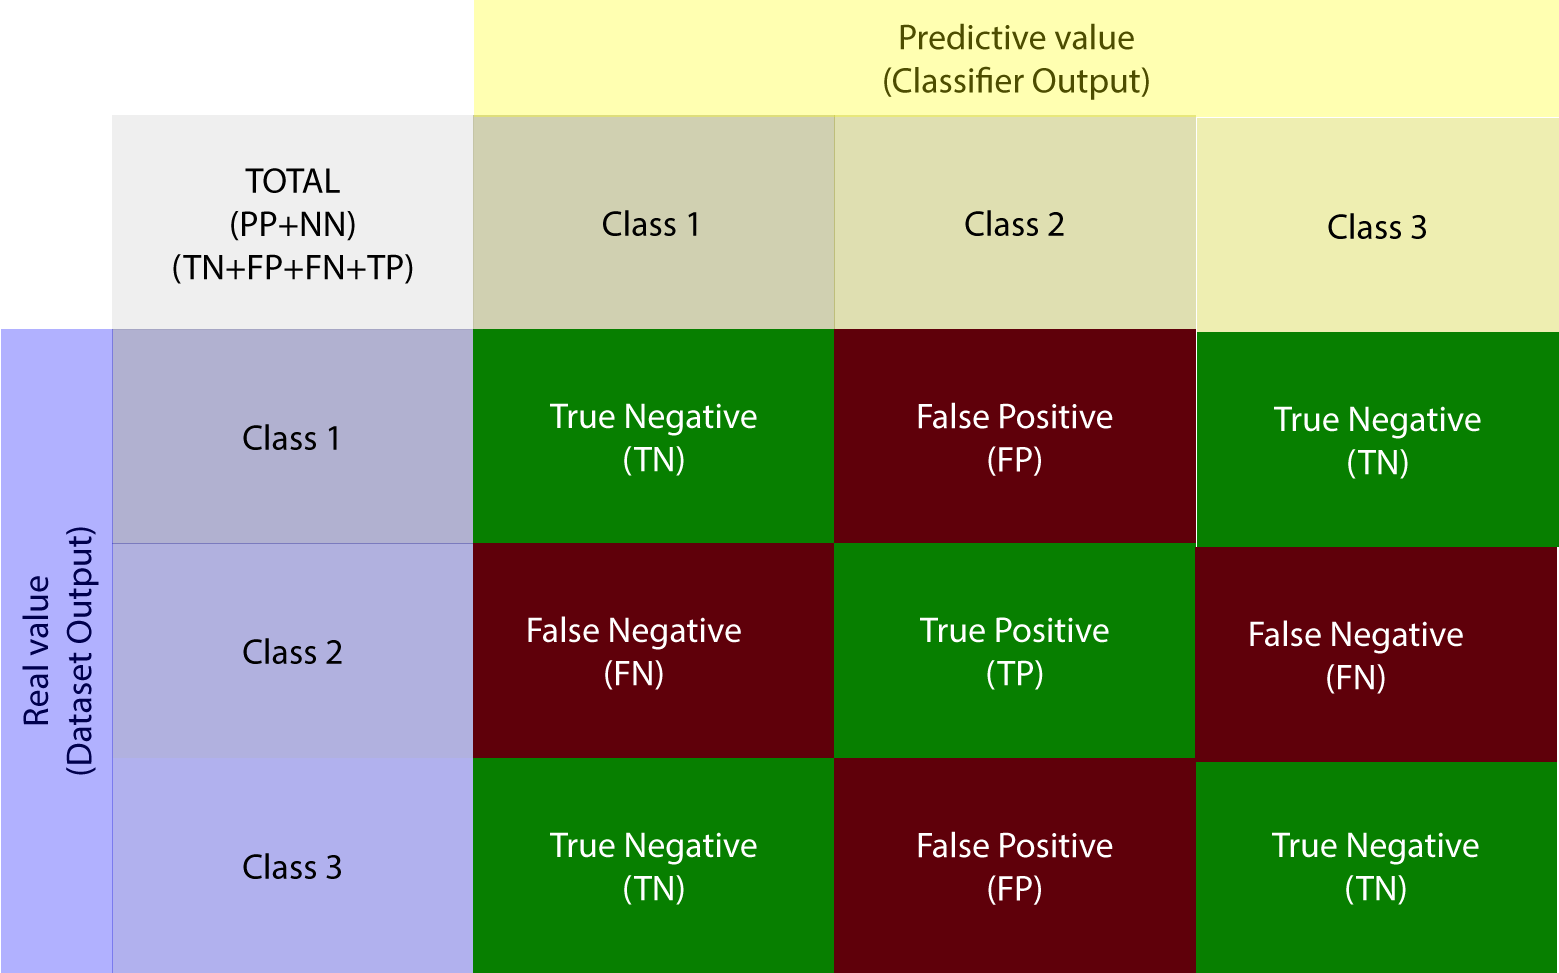 Predictive value
(Classifier Output)
TOTAL
(PP+NN)
(TN+FP+FN+TP)
Class 1
Class 2
Class 3
Real value
(Dataset Output)
Class 1
True Negative
(TN)
False Positive
(FP)
True Negative
(TN)
Class 2
False Negative
(FN)
True Positive
(TP)
False Negative
(FN)
Class 3
True Negative
(TN)
False Positive
(FP)
True Negative
(TN)